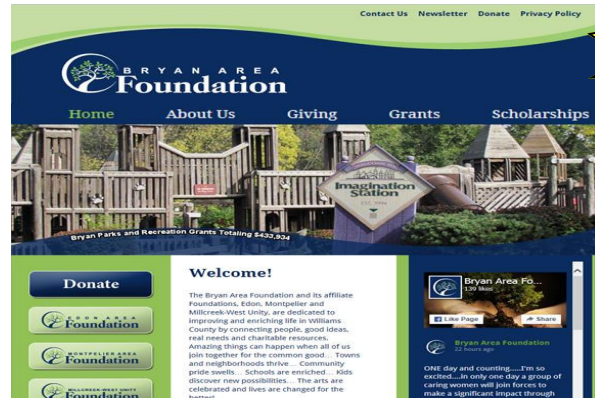 Contact Us Newsletter Donate Privacy Policy
BRYAN AREA
Foundation
Home About Us Giving Grants Scholarships
Imagination
Station
EST. 1994
Bryan Parks and Recreation Grants Totaling $433,934
Donate
EDON AREA
Foundation
MONTPELIER AREA
Foundation
MILLCREEK-WEST UNITY
Foundation
Welcome!
The Bryan Area Foundation and its affiliate
Foundations, Edon, Montpelier and
Millcreek-West Unity, are dedicated to
improving and enriching life in Williams
County by connecting people, good ideas,
real needs and charitable resources.
Amazing things can happen when all of us
join together for the common good... Towns
and neighborhoods thrive... Community
pride swells... Schools are enriched... Kids
discover new possibilities... The arts are
celebrated and lives are changed for the
better!
Bryan Area Fo...
139 likes
Like Page Share
Bryan Area Foundation
22 hours ago
ONE day and counting.....I'm so
excited.....in only one day a group of
caring women will join forces to
make a significant impact through